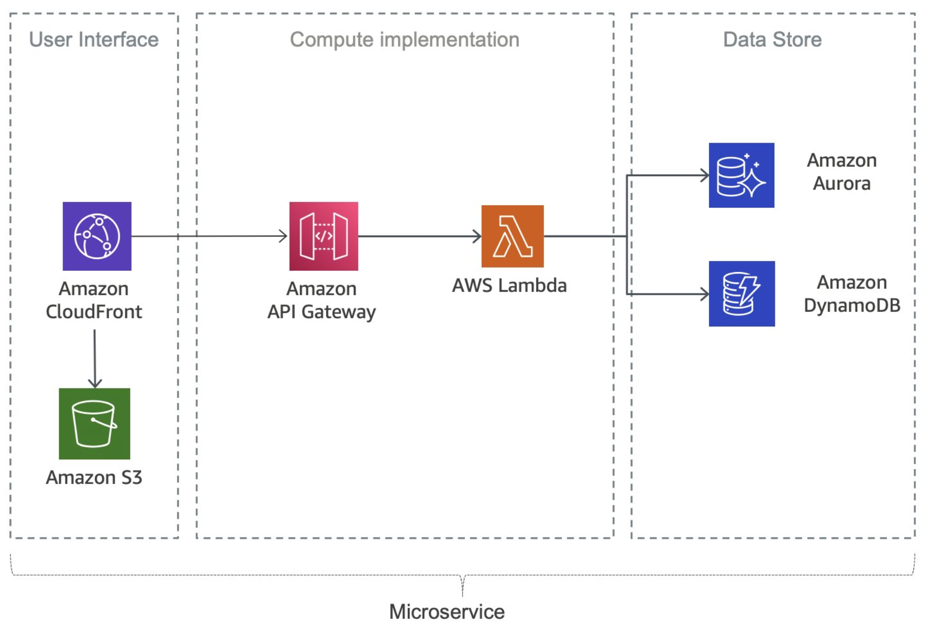 User Interface
Compute implementation
Data Store
Amazon
CloudFront
Amazon S3
</>
Amazon
API Gateway
AWS Lambda
Amazon
Aurora
Amazon
DynamoDB
Microservice